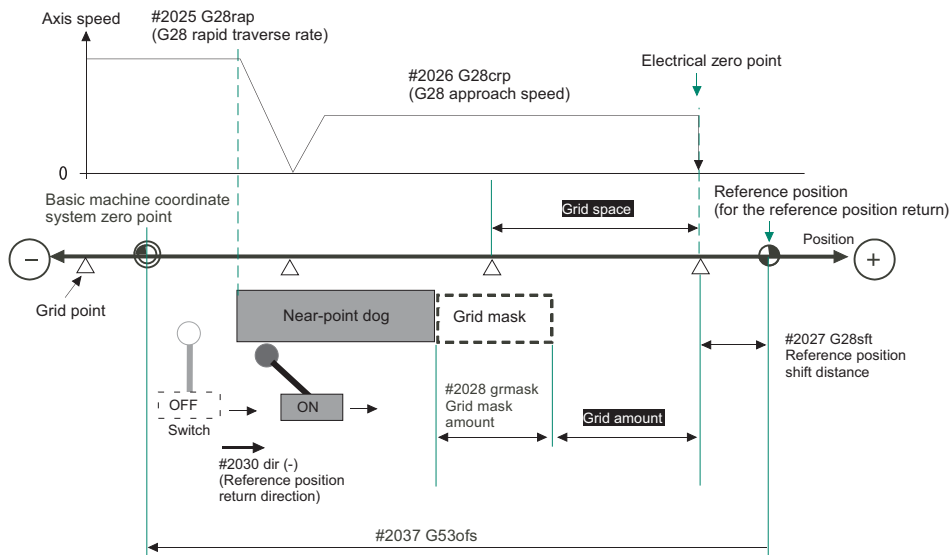 Axis speed
#2025 G28rap
(G28 rapid traverse rate)
Electrical zero point
#2026 G28crp
(G28 approach speed)
0
Basic machine coordinate
system zero point
Grid space
Reference position
(for the reference position return)
Position
−
+
Grid point
Near-point dog
Grid mask
#2027 G28sft
Reference position
shift distance
#2028 grmask
Grid mask
amount
Grid amount
OFF
ON
Switch
#2030 dir (-)
(Reference position
return direction)
#2037 G53ofs